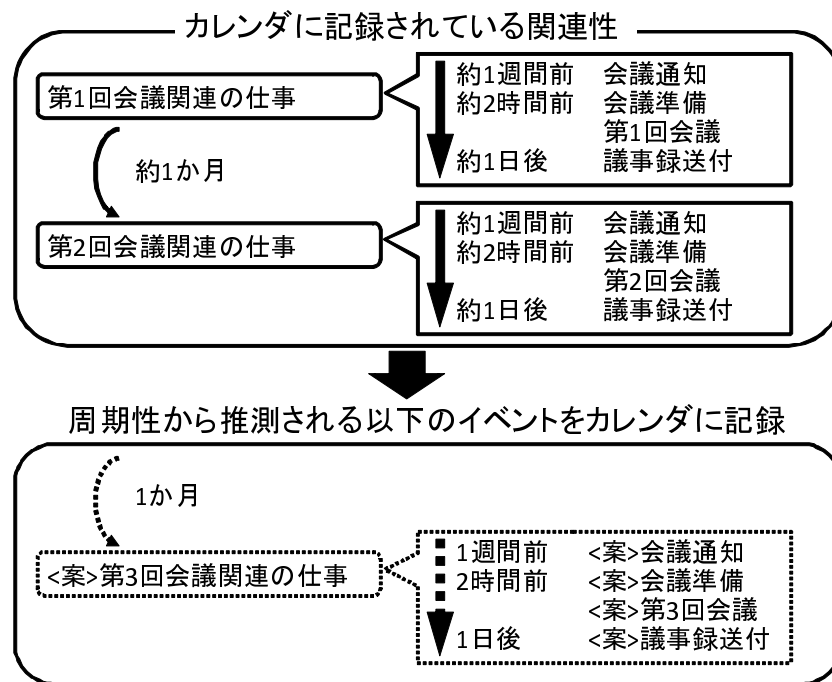 カレンダに記録されている関連性
第1回会議関連の仕事
約1週間前 会議通知
約2時間前 会議準備
第1回会議
約1日後 議事録送付
約1か月
第2回会議関連の仕事
約1週間前 会議通知
約2時間前 会議準備
第2回会議
約1日後 議事録送付
周期性から推測される以下のイベントをカレンダに記録
1か月
<案>第3回会議関連の仕事
1週間前 <案>会議通知
2時間前 <案>会議準備
<案>第3回会議
1日後 <案>議事録送付